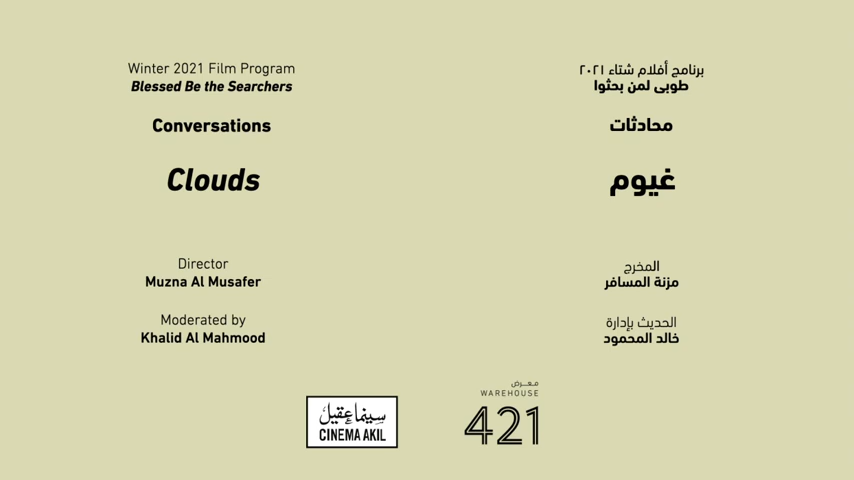 Winter 2021 Film Program
Blessed Be the Searchers
Conversations
Clouds
Director
Muzna Al Musafer
Moderated by
Khalid Al Mahmood
برنامج أفلام شتاء ٢٠٢١
طوبى لمن بحثوا
محادثات
غيوم
المخرج
مزنة المسافر
الحديث بإدارة
خالد المحمود
سينما عقيل
CINEMA AKIL
معرض
WAREHOUSE
421